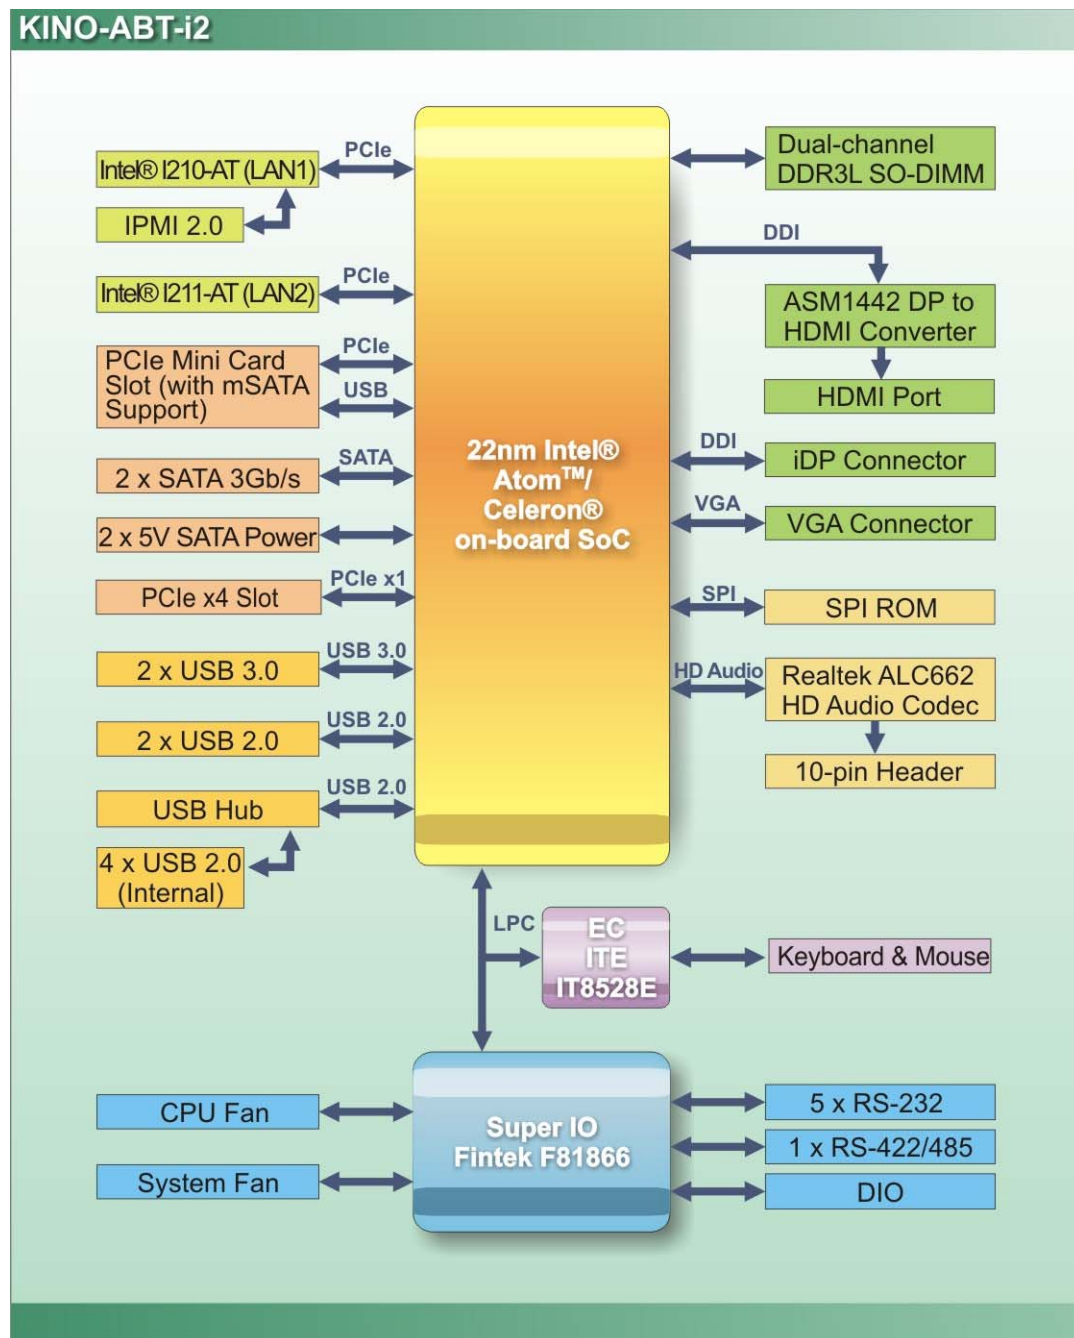 KINO-ABT-i2
PCIe
Intel® I210-AT (LAN1)
IPMI 2.0
PCIe
Intel® I211-AT (LAN2)
PCIe
PCIe Mini Card
Slot (with mSATA
Support)
USB
SATA
2 x SATA 3Gb/s
2 x 5V SATA Power
PCIe x1
PCIe x4 Slot
USB 3.0
2 x USB 3.0
USB 2.0
2 x USB 2.0
USB 2.0
USB Hub
4 x USB 2.0
(Internal)
22nm Intel®
Atom™/
Celeron®
on-board SoC
Dual-channel
DDR3L SO-DIMM
DDI
ASM1442 DP to
HDMI Converter
HDMI Port
DDI
iDP Connector
VGA
VGA Connector
SPI
SPI ROM
HD Audio
Realtek ALC662
HD Audio Codec
10-pin Header
LPC
EC
ITE
IT8528E
Keyboard & Mouse
CPU Fan
System Fan
Super IO
Fintek F81866
5 x RS-232
1 x RS-422/485
DIO